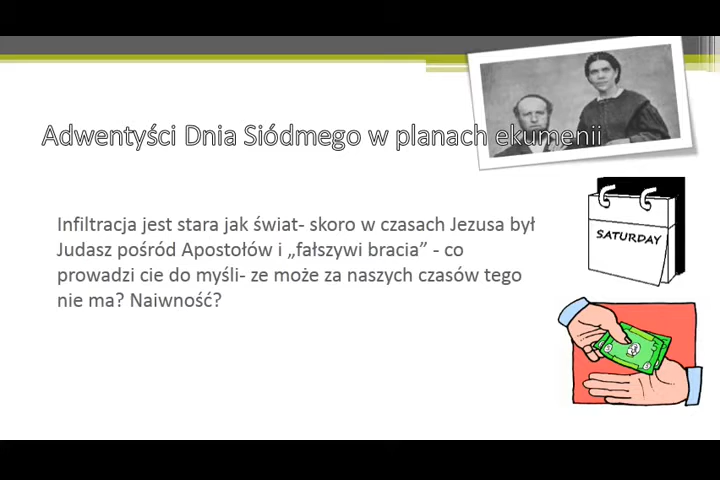 Adwentyści Dnia Siódmego w planach ekumenii
SATURDAY
Infiltracja jest stara jak świat- skoro w czasach Jezusa był
Judasz pośród Apostołów i „fałszywi bracia” - co
prowadzi cie do myśli- ze może za naszych czasów tego
nie ma? Naiwność?